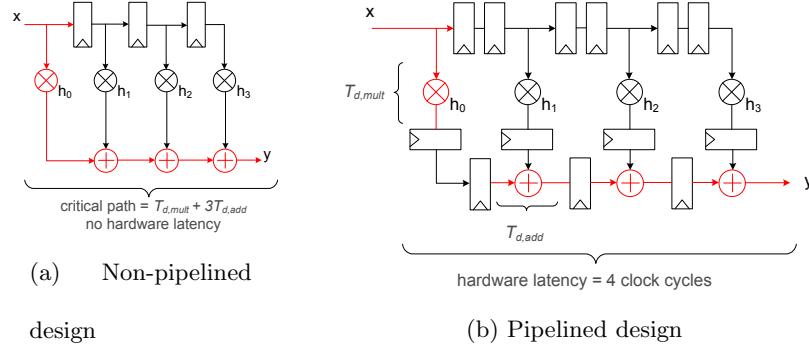 x
h0
h1
h2
h3
y
critical path = Td,mult + 3Td,add
no hardware latency
(a) Non-pipelined
design
x
Td,mult
h0
h1
h2
h3
y
Td,add
hardware latency = 4 clock cycles
(b) Pipelined design